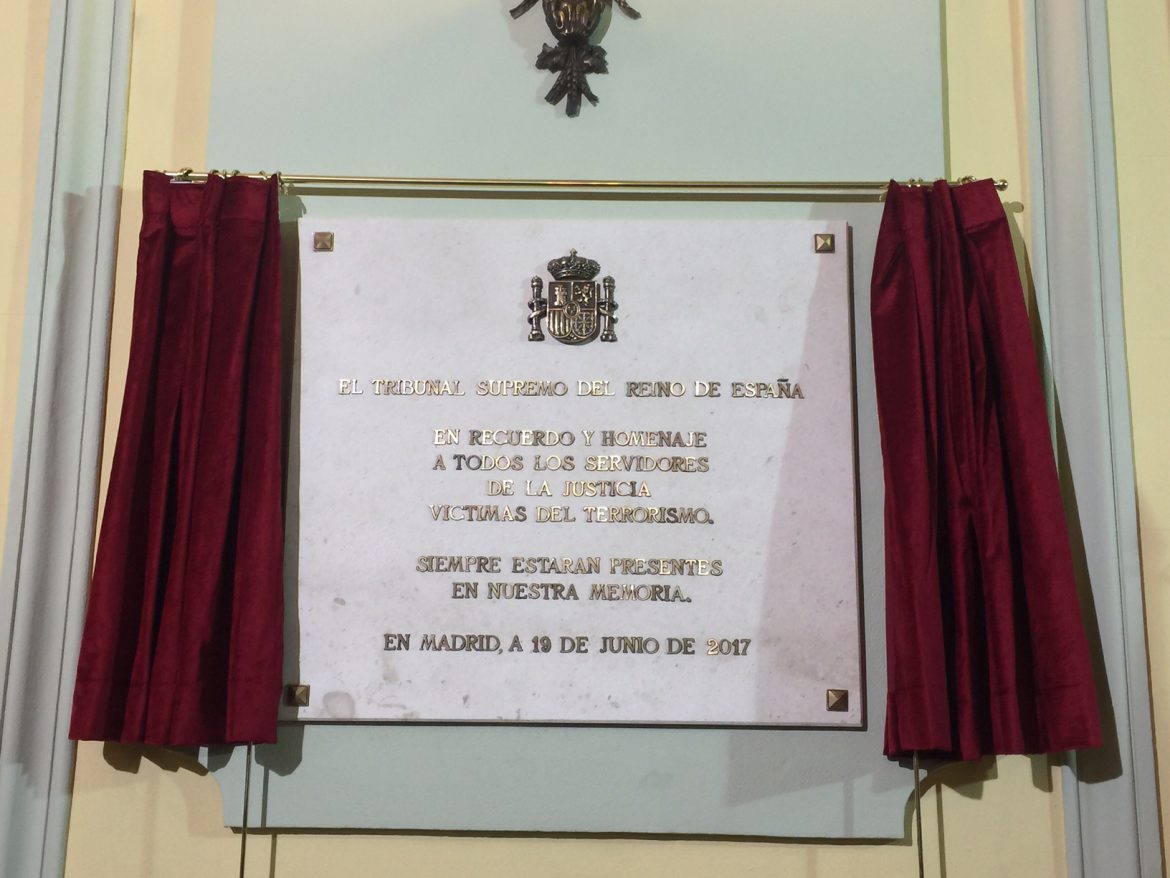 EL TRIBUNAL SUPREMO DEL REINO DE ESPAÑA
EN RECUERDO Y HOMENAJE
A TODOS LOS SERVIDORES
DE LA JUSTICIA
VICTIMAS DEL TERRORISMO.
SIEMPRE ESTARAN PRESENTES
EN NUESTRA MEMORIA.
EN MADRID, A 19 DE JUNIO DE 2017